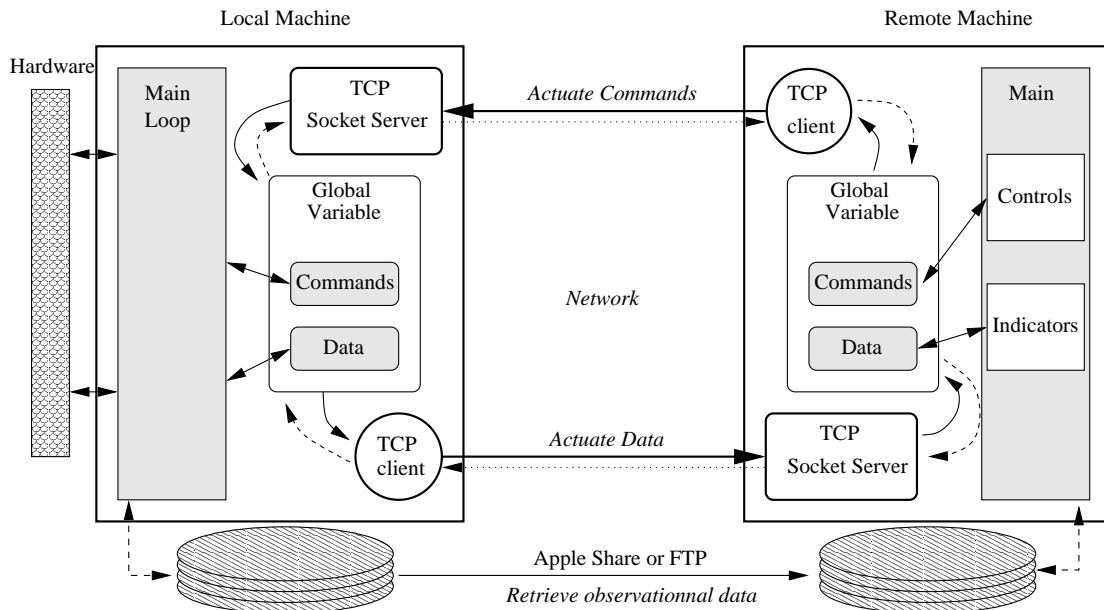 Local Machine
Remote Machine
Hardware
Main
Loop
TCP
Socket Server
Global
Variable
Commands
Data
TCP
client
Actuate Commands
Network
Actuate Data
TCP
client
Global
Variable
Commands
Data
TCP
Socket Server
Main
Controls
Indicators
Apple Share or FTP
Retrieve observationnal data